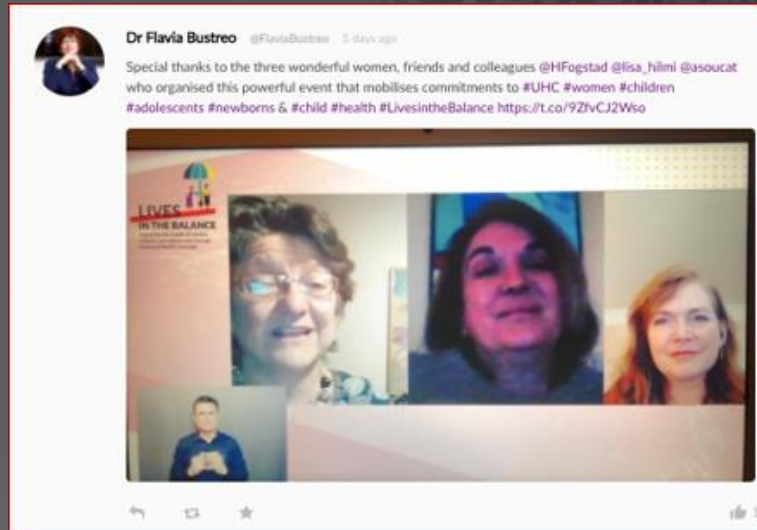 Dr Flavia Bustreo @FlaviaBustreo 5 days ago
Special thanks to the three wonderful women, friends and colleagues @HFogstad @lisa_hilmi @asoucat
who organised this powerful event that mobilises commitments to #UHC #women #children
#adolescents #newborns & #child #health #LivesintheBalance https://t.co/9ZfvCJ2Wso
LIVES
IN THE BALANCE